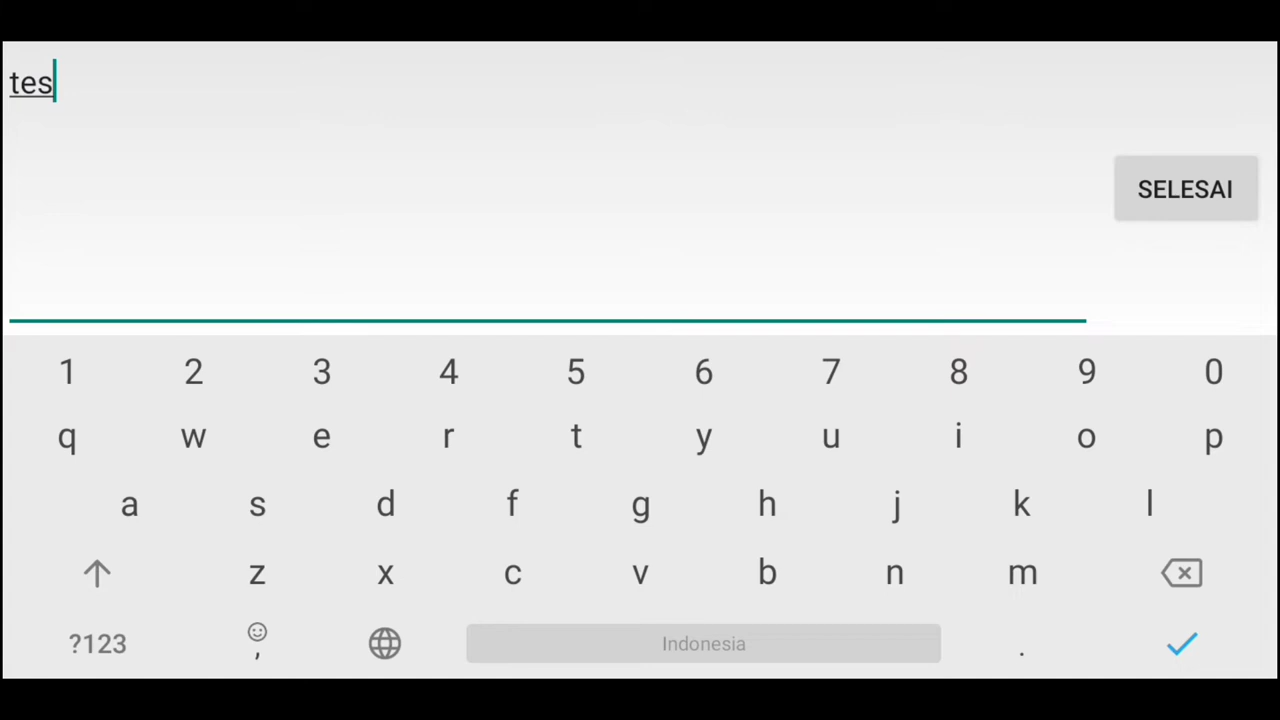 tes
SELESAI
1 2 3 4 5 6 7 8 9 0
q w e r t y u i o p
a s d f g h j k l
z x c v b n m
?123 , Indonesia .